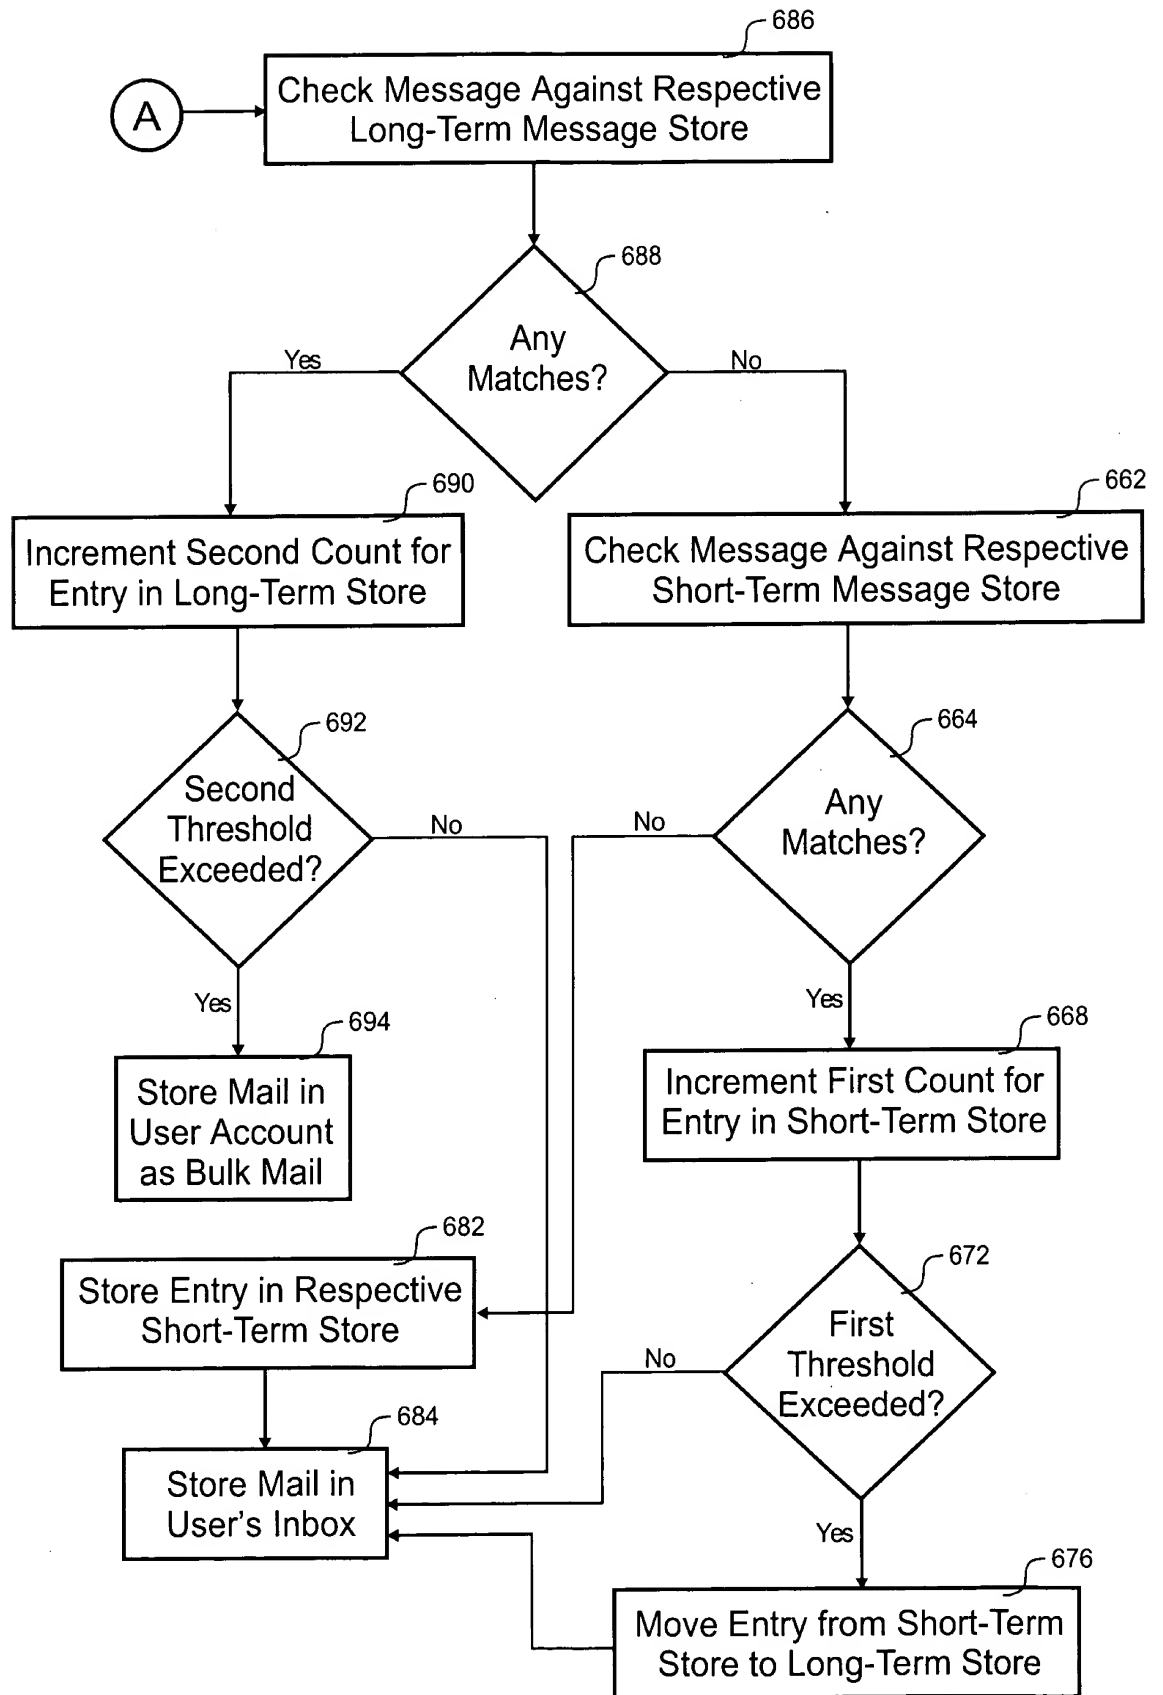 686
A
Check Message Against Respective
Long-Term Message Store
688
Any
Matches?
Yes
No
690
Increment Second Count for
Entry in Long-Term Store
662
Check Message Against Respective
Short-Term Message Store
692
Second
Threshold
Exceeded?
No
Yes
664
Any
Matches?
No
Yes
694
Store Mail in
User Account
as Bulk Mail
668
Increment First Count for
Entry in Short-Term Store
682
Store Entry in Respective
Short-Term Store
672
First
Threshold
Exceeded?
No
Yes
684
Store Mail in
User's Inbox
676
Move Entry from Short-Term
Store to Long-Term Store